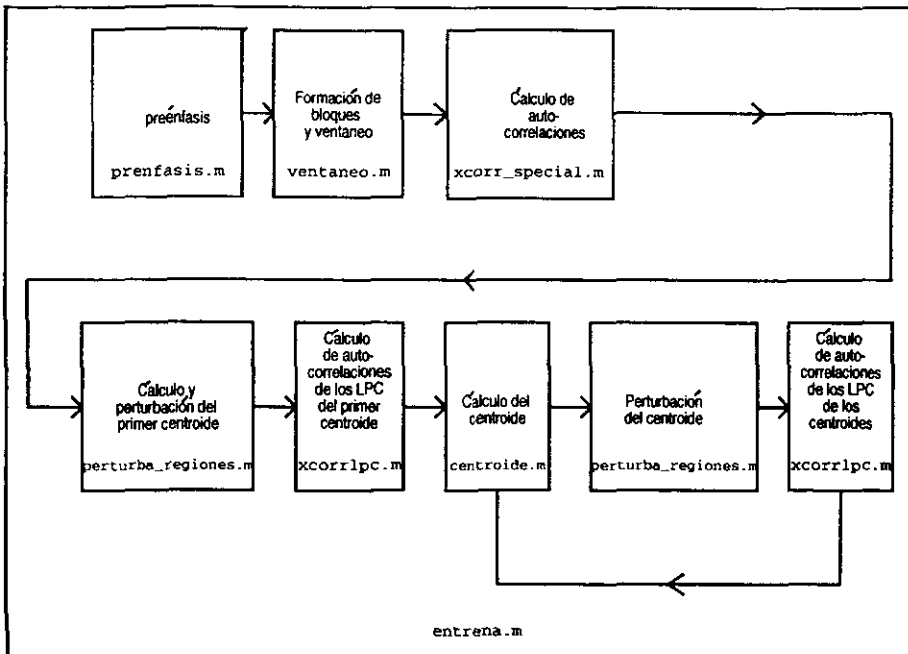 preénfasis
prenfasis.m
Formación de
bloques
y ventaneo
ventaneo.m
Cálculo de
auto-
correlaciones
xcorr_special.m
Cálculo y
perturbación del
primer centroide
perturba_regiones.m
Cálculo
de auto-
correlaciones
de los LPC
del primer
centroide
xcorrlpc.m
Cálculo del
centroide
centroide.m
Perturbación
del centroide
perturba_regiones.m
Cálculo
de auto-
correlaciones
de los LPC
de los
centroides
xcorrlpc.m
entrena.m